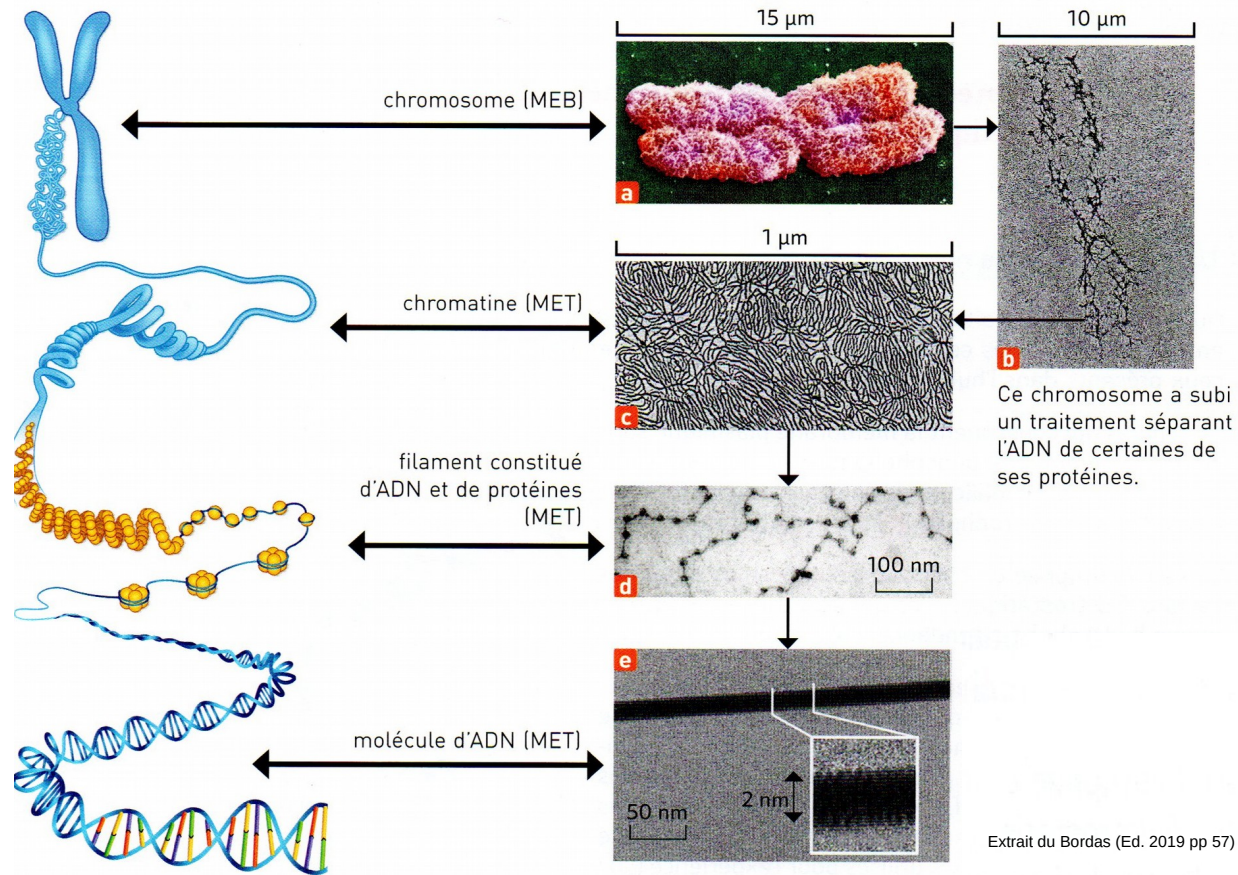 15 µm
10 µm
chromosome (MEB)
a
1 µm
chromatine (MET)
b
c
Ce chromosome a subi
un traitement séparant
l'ADN de certaines de
ses protéines.
filament constitué
d'ADN et de protéines
(MET)
100 nm
d
e
molécule d'ADN (MET)
2 nm
50 nm
Extrait du Bordas (Ed. 2019 pp 57)